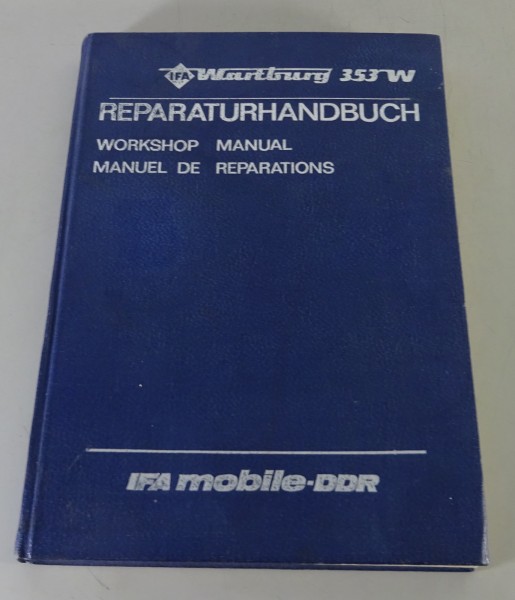 IFA Wartburg 353 W
REPARATURHANDBUCH
WORKSHOP MANUAL
MANUEL DE REPARATIONS
IFA mobile-DDR